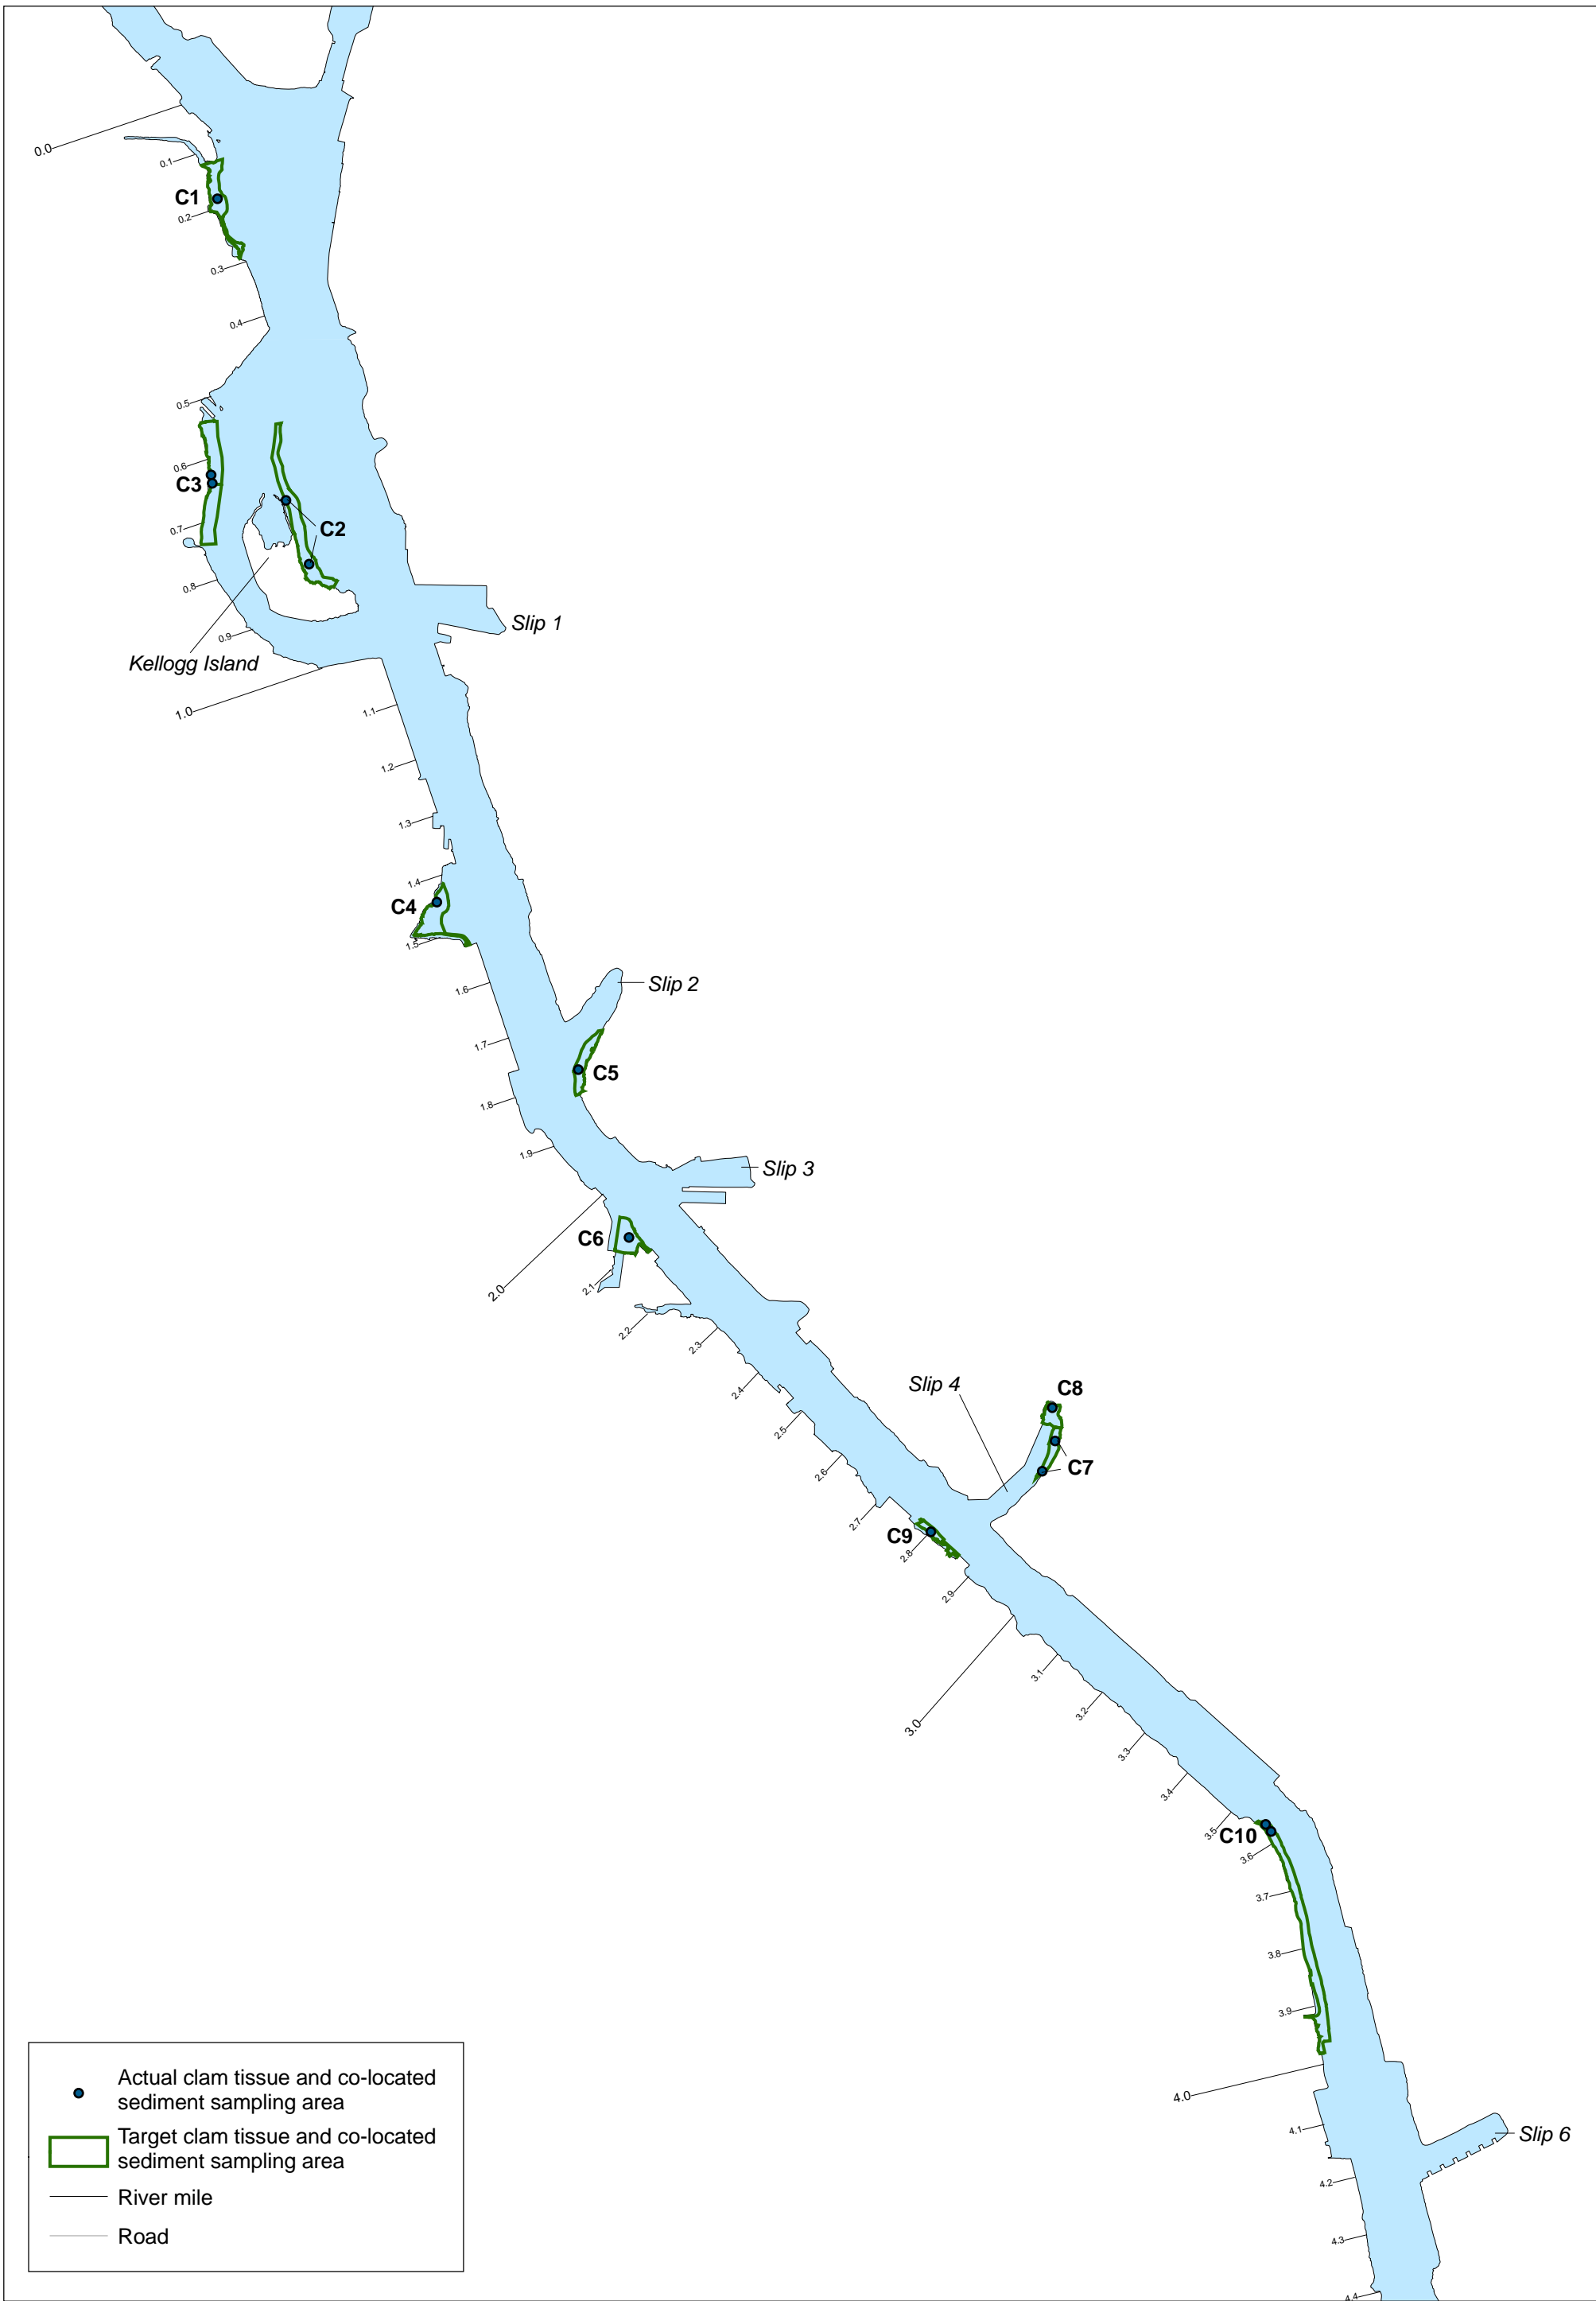 0.0
0.1
C1
0.2
0.3
0.4
0.5
0.6
C3
0.7
C2
0.8
Slip 1
0.9
Kellogg Island
1.0
1.1
1.2
1.3
1.4
C4
1.5
Slip 2
1.6
1.7
C5
1.8
1.9
Slip 3
C6
2.0
2.1
2.2
2.3
Slip 4
C8
2.4
2.5
C7
2.6
2.7
C9
2.8
2.9
3.0
3.1
3.2
3.3
3.4
3.5
C10
3.6
3.7
3.8
3.9
4.0
4.1
Slip 6
4.2
4.3
4.4
Actual clam tissue and co-located
sediment sampling area
Target clam tissue and co-located
sediment sampling area
River mile
Road